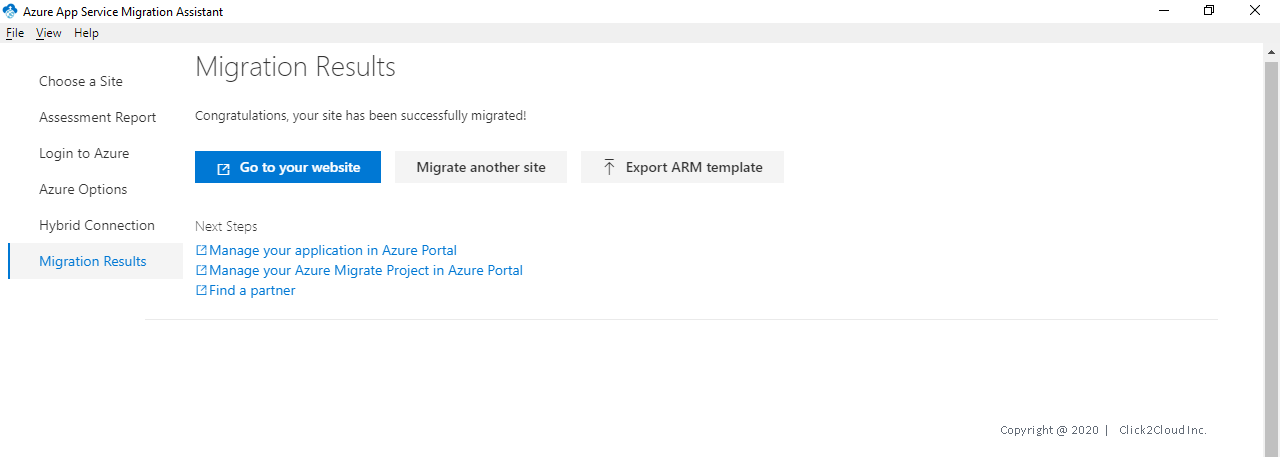 Azure App Service Migration Assistant
File View Help
Choose a Site
Assessment Report
Login to Azure
Azure Options
Hybrid Connection
Migration Results
Migration Results
Congratulations, your site has been successfully migrated!
Go to your website Migrate another site Export ARM template
Next Steps
Manage your application in Azure Portal
Manage your Azure Migrate Project in Azure Portal
Find a partner
Copyright @ 2020 | Click2Cloud Inc.